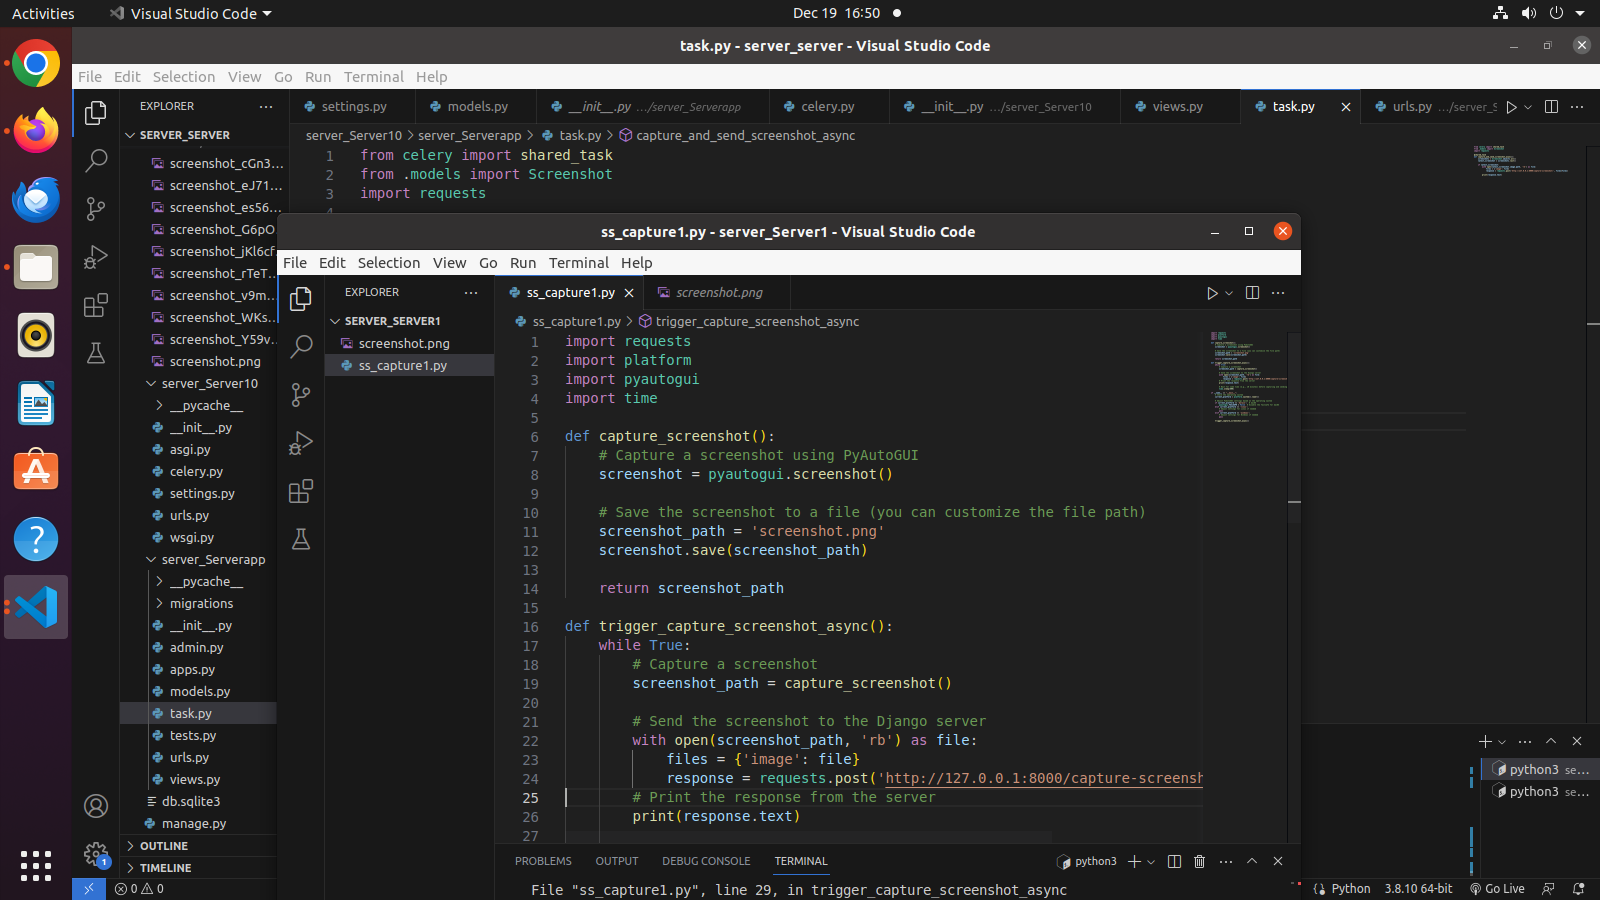 Activities
Visual Studio Code
Dec 19 16:50
task.py - server_server - Visual Studio Code
File Edit Selection View Go Run Terminal Help
EXPLORER
settings.py
models.py
__init__.py .../server_Serverapp
celery.py
__init__.py .../server_Server10
views.py
task.py
urls.py .../server_S
SERVER_SERVER
server_Server10 > server_Serverapp > task.py > capture_and_send_screenshot_async
screenshot_cGn3...
screenshot_eJ71...
screenshot_es56...
screenshot_G6pO
screenshot_jKl6cf
screenshot_rTeT...
screenshot_v9m...
screenshot_WKs...
screenshot_Y59v...
screenshot.png
server_Server10
__pycache__
__init__.py
asgi.py
celery.py
settings.py
urls.py
wsgi.py
server_Serverapp
__pycache__
migrations
__init__.py
admin.py
apps.py
models.py
task.py
tests.py
urls.py
views.py
db.sqlite3
manage.py
OUTLINE
TIMELINE
1
0 0
1 from celery import shared_task
2 from .models import Screenshot
3 import requests
4
ss_capture1.py - server_Server1 - Visual Studio Code
File Edit Selection View Go Run Terminal Help
EXPLORER
SERVER_SERVER1
screenshot.png
ss_capture1.py
ss_capture1.py
screenshot.png
ss_capture1.py > trigger_capture_screenshot_async
1 import requests
2 import platform
3 import pyautogui
4 import time
5
6 def capture_screenshot():
7 # Capture a screenshot using PyAutoGUI
8 screenshot = pyautogui.screenshot()
9
10 # Save the screenshot to a file (you can customize the file path)
11 screenshot_path = 'screenshot.png'
12 screenshot.save(screenshot_path)
13
14 return screenshot_path
15
16 def trigger_capture_screenshot_async():
17 while True:
18 # Capture a screenshot
19 screenshot_path = capture_screenshot()
20
21 # Send the screenshot to the Django server
22 with open(screenshot_path, 'rb') as file:
23 files = {'image': file}
24 response = requests.post('http://127.0.0.1:8000/capture-screensh
25 # Print the response from the server
26 print(response.text)
27
PROBLEMS OUTPUT DEBUG CONSOLE TERMINAL
python3
File "ss_capture1.py", line 29, in trigger_capture_screenshot_async
python3 se...
python3 se...
Python 3.8.10 64-bit Go Live